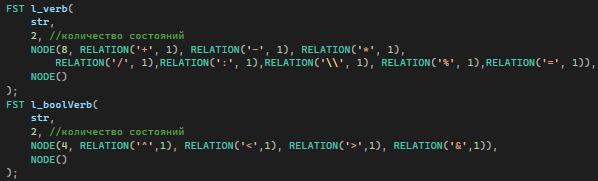 FST l_verb(
    str,
    2, //количество состояний
    NODE(8, RELATION('+', 1), RELATION('-', 1), RELATION('*', 1),
        RELATION('/', 1),RELATION(':', 1),RELATION('\\', 1), RELATION('%', 1),RELATION('=', 1)),
    NODE()
);
FST l_boolVerb(
    str,
    2, //количество состояний
    NODE(4, RELATION('^',1), RELATION('<',1), RELATION('>',1), RELATION('&',1)),
    NODE()
);